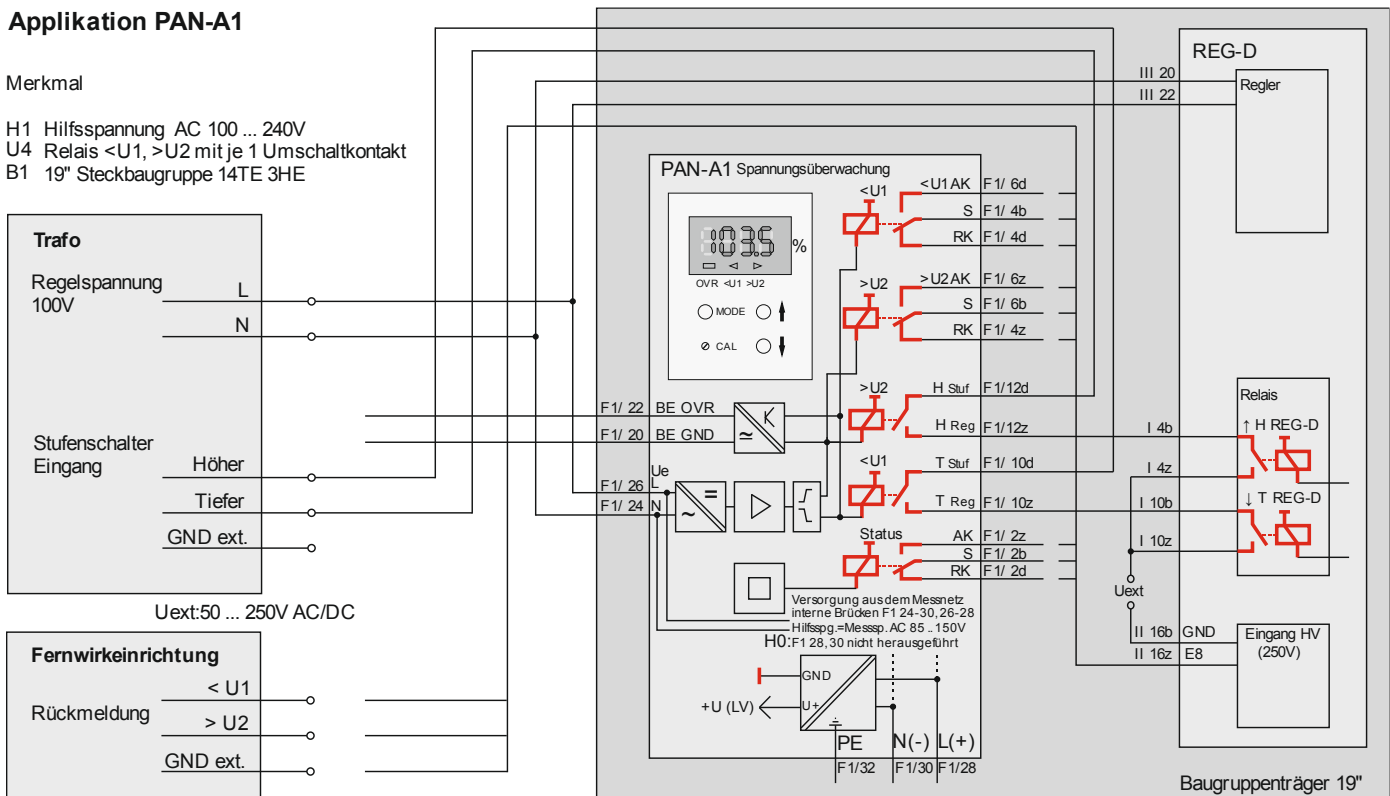 Applikation PAN-A1
Merkmal
H1 Hilfsspannung AC 100 ... 240V
U4 Relais <U1, >U2 mit je 1 Umschaltkontakt
B1 19" Steckbaugruppe 14TE 3HE
Trafo
Regelspannung
100V
L
N
Stufenschalter
Eingang
Höher
Tiefer
GND ext.
Uext:50 ... 250V AC/DC
Fernwirkeinrichtung
Rückmeldung
< U1
> U2
GND ext.
PAN-A1 Spannungsüberwachung
103.5 %
OVR <U1 >U2
MODE
CAL
<U1
<U1AK F1/ 6d
S F1/ 4b
RK F1/ 4d
>U2
>U2AK F1/ 6z
S F1/ 6b
RK F1/ 4z
>U2
H Stuf F1/12d
H Reg F1/12z
<U1
T Stuf F1/ 10d
T Reg F1/ 10z
Status
AK F1/ 2z
S F1/ 2b
RK F1/ 2d
F1/ 22 BE OVR
F1/ 20 BE GND
K
Ue
F1/ 26 L
F1/ 24 N
Versorgung aus dem Messnetz
interne Brücken F1 24-30, 26-28
Hilfsspg.=Messsp. AC 85 .. 150V
H0: F1 28, 30 nicht herausgeführt
GND
+U (LV)
U+
PE N(-) L(+)
F1/32 F1/30 F1/28
REG-D
III 20
III 22
Regler
Relais
I 4b
↑ H REG-D
I 4z
I 10b
↓ T REG-D
I 10z
Uext
II 16b GND
II 16z E8
Eingang HV
(250V)
Baugruppenträger 19"